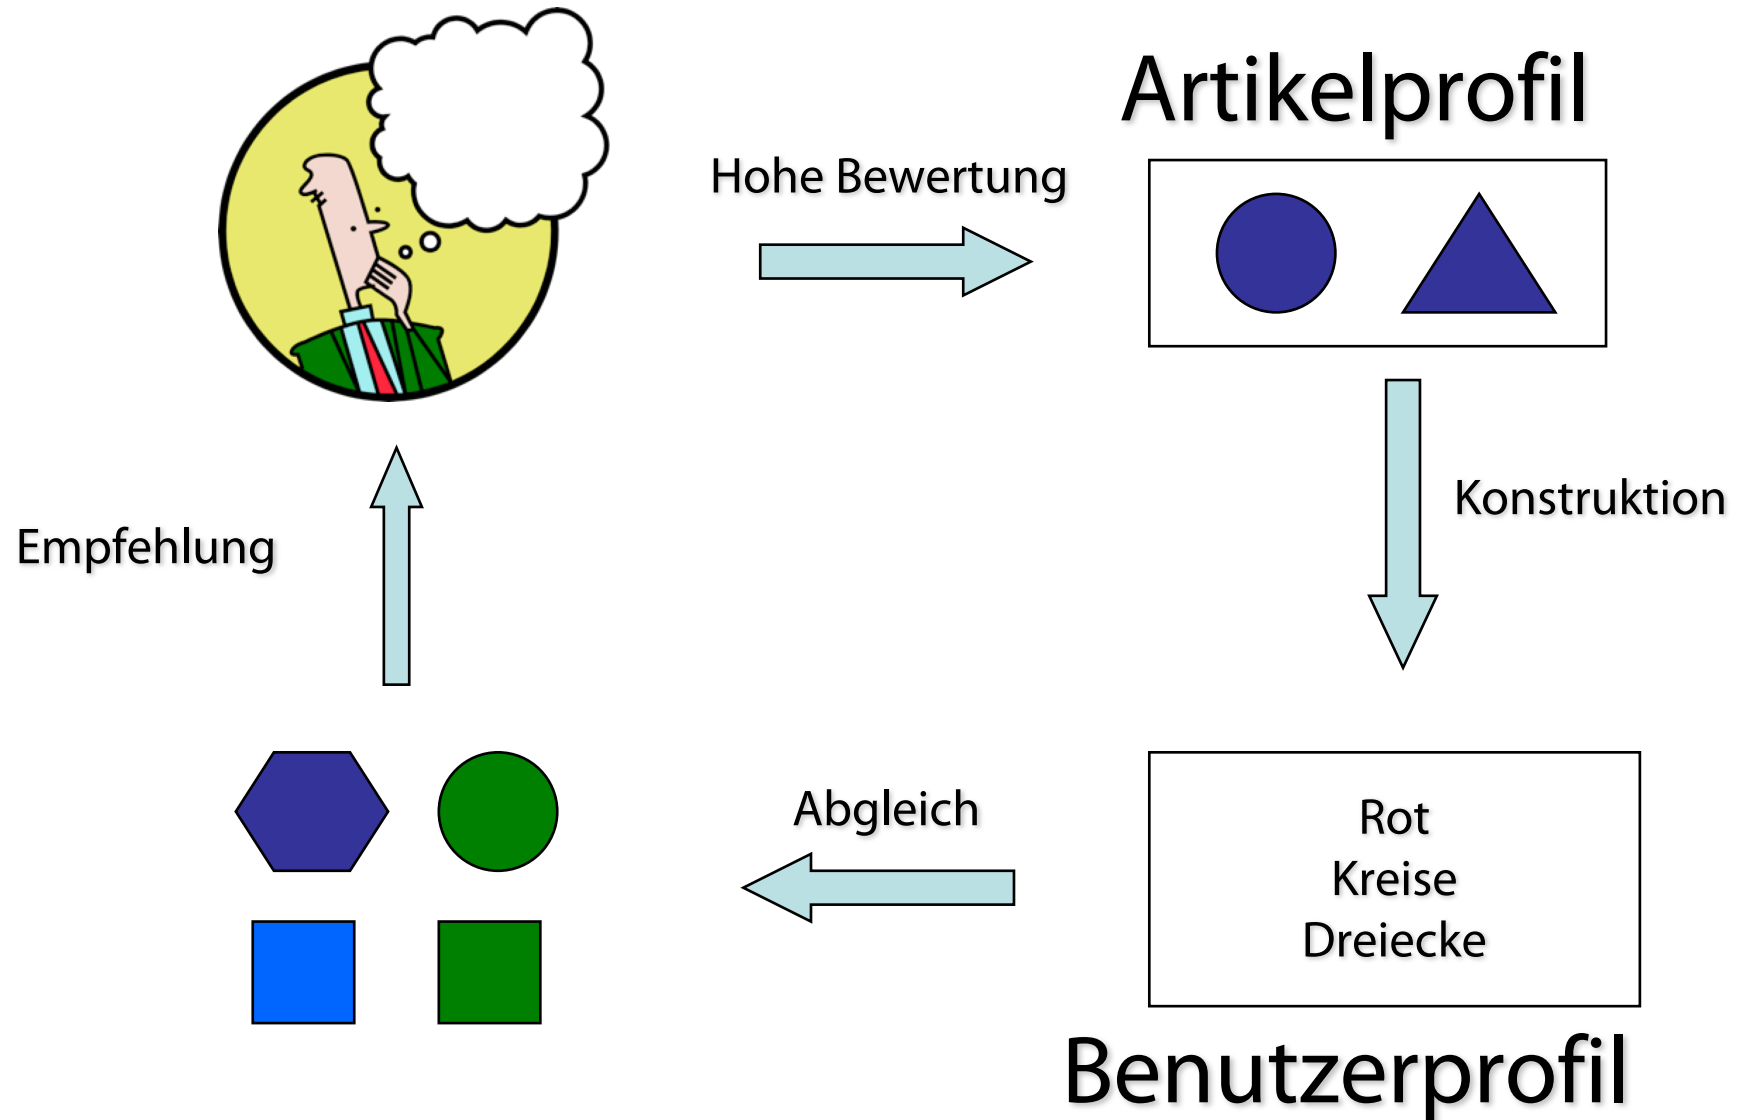 Artikelprofil
Hohe Bewertung
Konstruktion
Empfehlung
Abgleich
Rot
Kreise
Dreiecke
Benutzerprofil